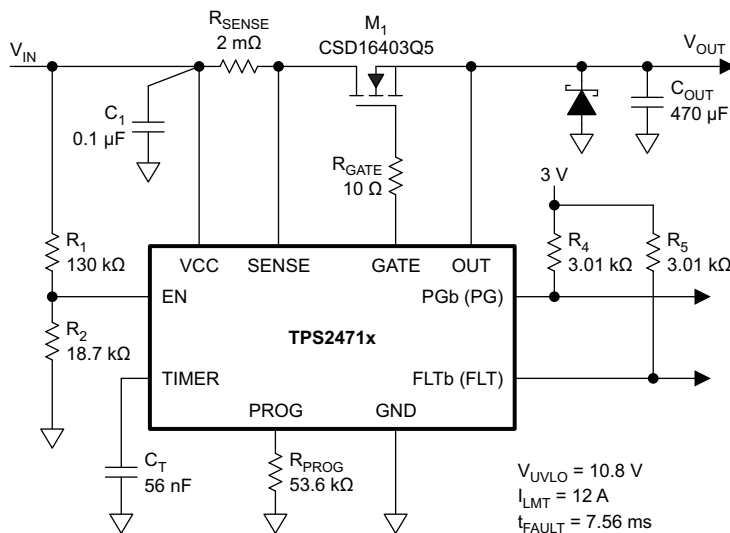 R_SENSE
2 mΩ
M_1
CSD16403Q5
V_IN
V_OUT
C_1
0.1 µF
C_OUT
470 µF
R_GATE
10 Ω
3 V
R_1
130 kΩ
R_4
3.01 kΩ
R_5
3.01 kΩ
VCC
SENSE
GATE
OUT
EN
PGb (PG)
R_2
18.7 kΩ
TPS2471x
TIMER
FLTb (FLT)
PROG
GND
C_T
56 nF
R_PROG
53.6 kΩ
V_UVLO = 10.8 V
I_LMT = 12 A
t_FAULT = 7.56 ms